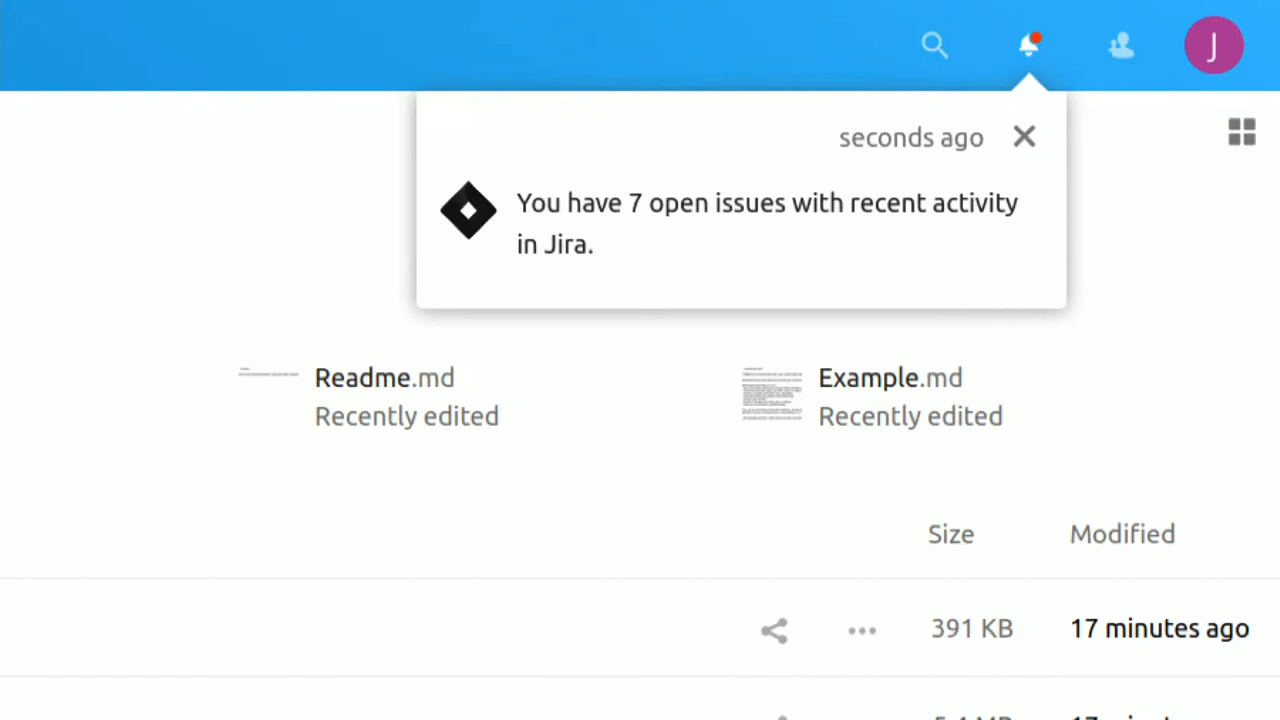 J
seconds ago
You have 7 open issues with recent activity
in Jira.
Readme.md
Recently edited
Example.md
Recently edited
Size Modified
391 KB 17 minutes ago